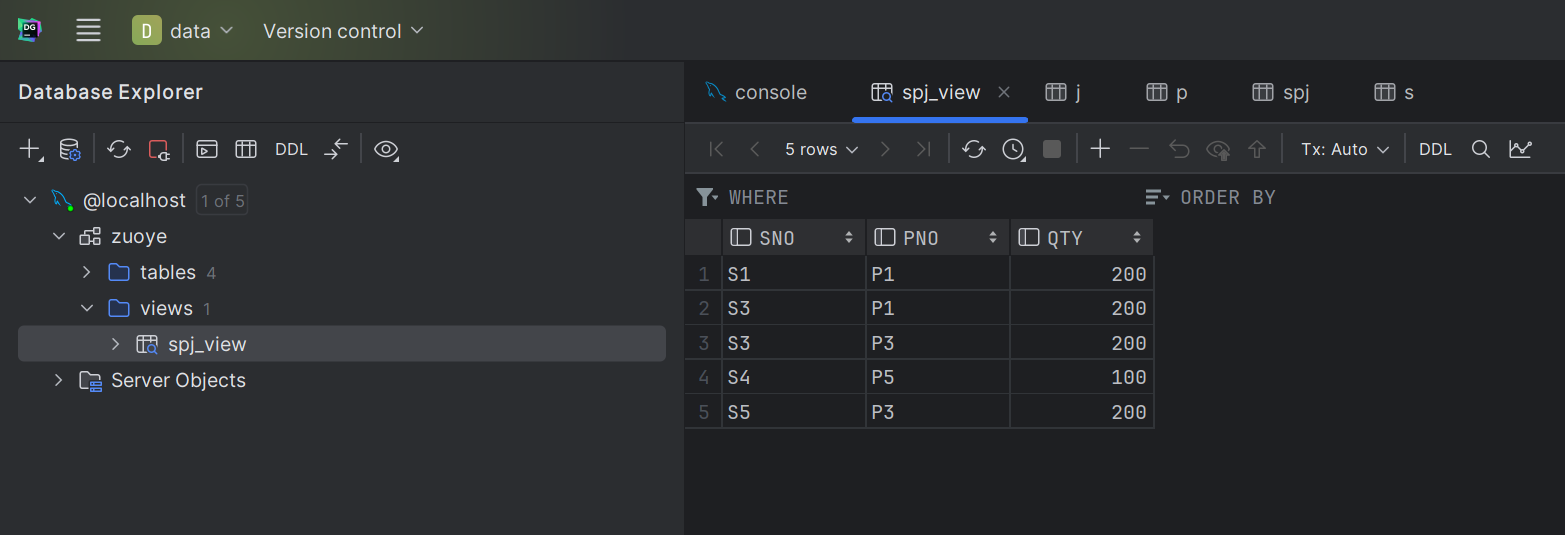 DG
D data Version control
Database Explorer
console spj_view j p spj s
DDL
5 rows Tx: Auto DDL
@localhost 1 of 5
zuoye
tables 4
views 1
spj_view
Server Objects
WHERE ORDER BY
SNO PNO QTY
1 S1 P1 200
2 S3 P1 200
3 S3 P3 200
4 S4 P5 100
5 S5 P3 200